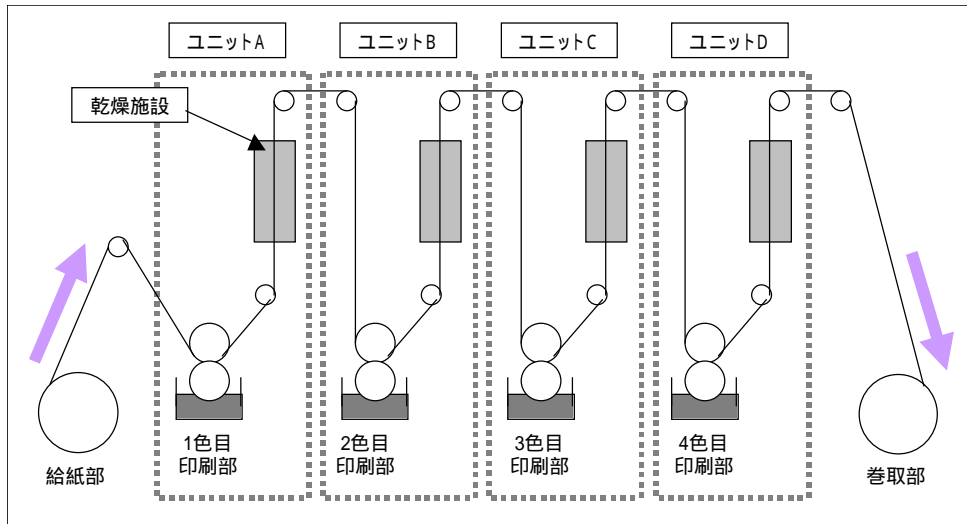 ユニットA
ユニットB
ユニットC
ユニットD
乾燥施設
1色目
印刷部
2色目
印刷部
3色目
印刷部
4色目
印刷部
給紙部
巻取部